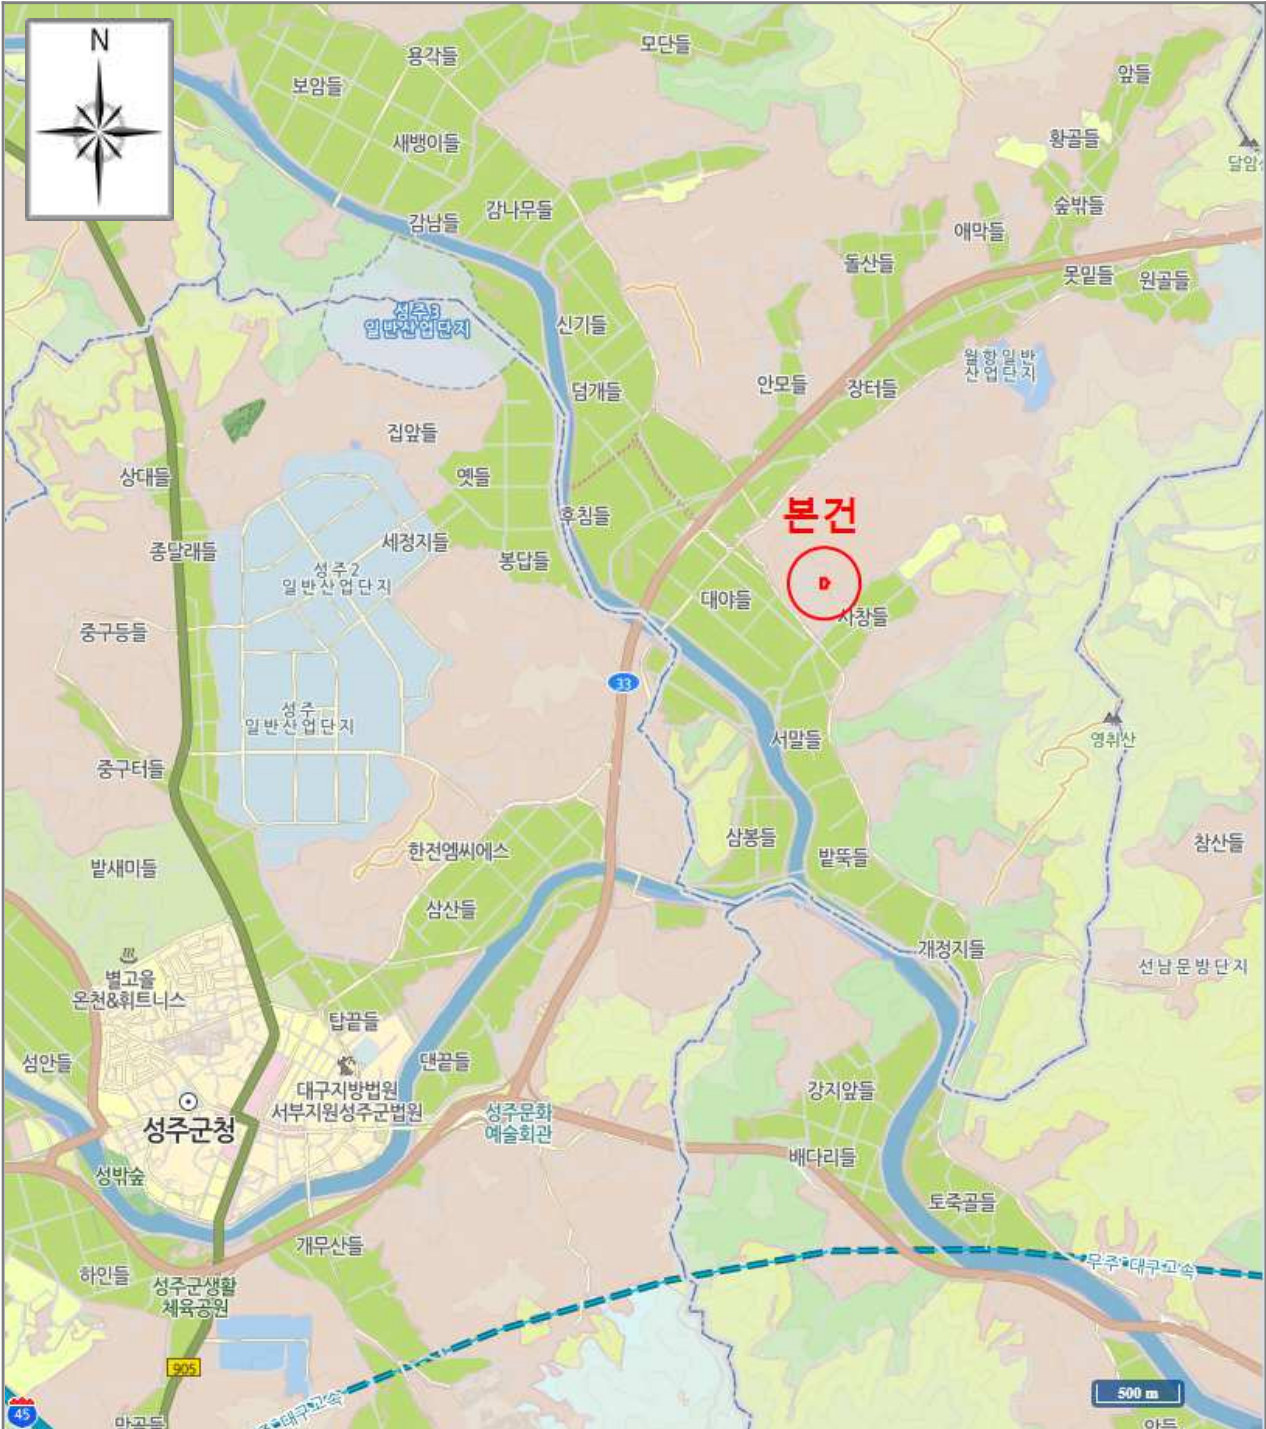 N
모단들
용각들
앞들
보암들
황골들
새뱅이들
숲밖들
감나무들
감남들
애막들
돌산들
못밑들
원골들
성주3
일반산업단지
신기들
월항일반
산업단지
안모들
장터들
덤개들
집앞들
옛들
상대들
본건
후침들
세정지들
종달래들
봉답들
성주2
일반산업단지
대야들
사창들
중구등들
33
성주
일반산업단지
서말들
영취산
중구터들
삼봉들
한전엠씨에스
밭뚝들
참산들
밭새미들
삼산들
개정지들
선남문방단지
별고을
온천&휘트니스
탑끝들
섬안들
댄끝들
대구지방법원
서부지원성주군법원
강지앞들
성주문화
예술회관
성주군청
배다리들
성밖숲
토죽골들
개무산들
무주*대구고속
하인들
성주군생활
체육공원
905
500 m
45
대구고속